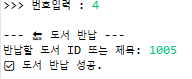 >>> 번호입력 : 4
--- 🔙 도서 반납 ---
반납할 도서 ID 또는 제목: 1005
✅ 도서 반납 성공.